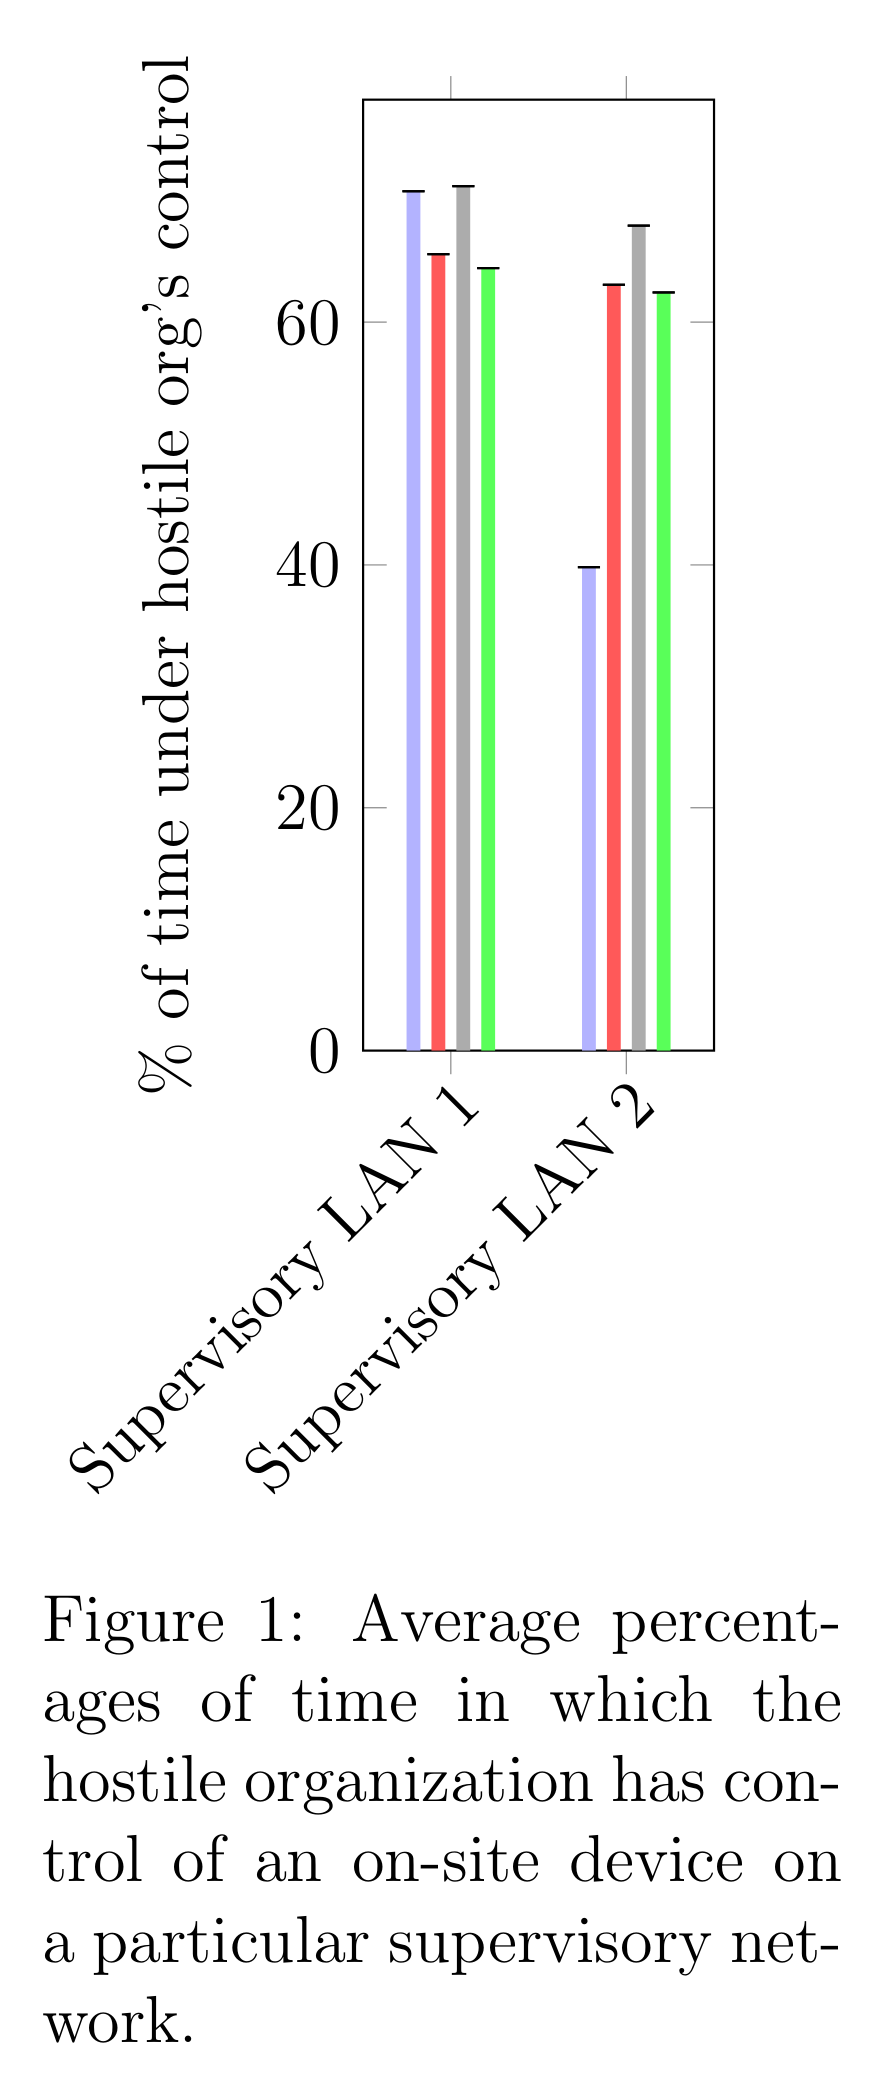 % of time under hostile org's control
60
40
20
0
Supervisory LAN 1
Supervisory LAN 2
Figure 1: Average percent-
ages of time in which the
hostile organization has con-
trol of an on-site device on
a particular supervisory net-
work.